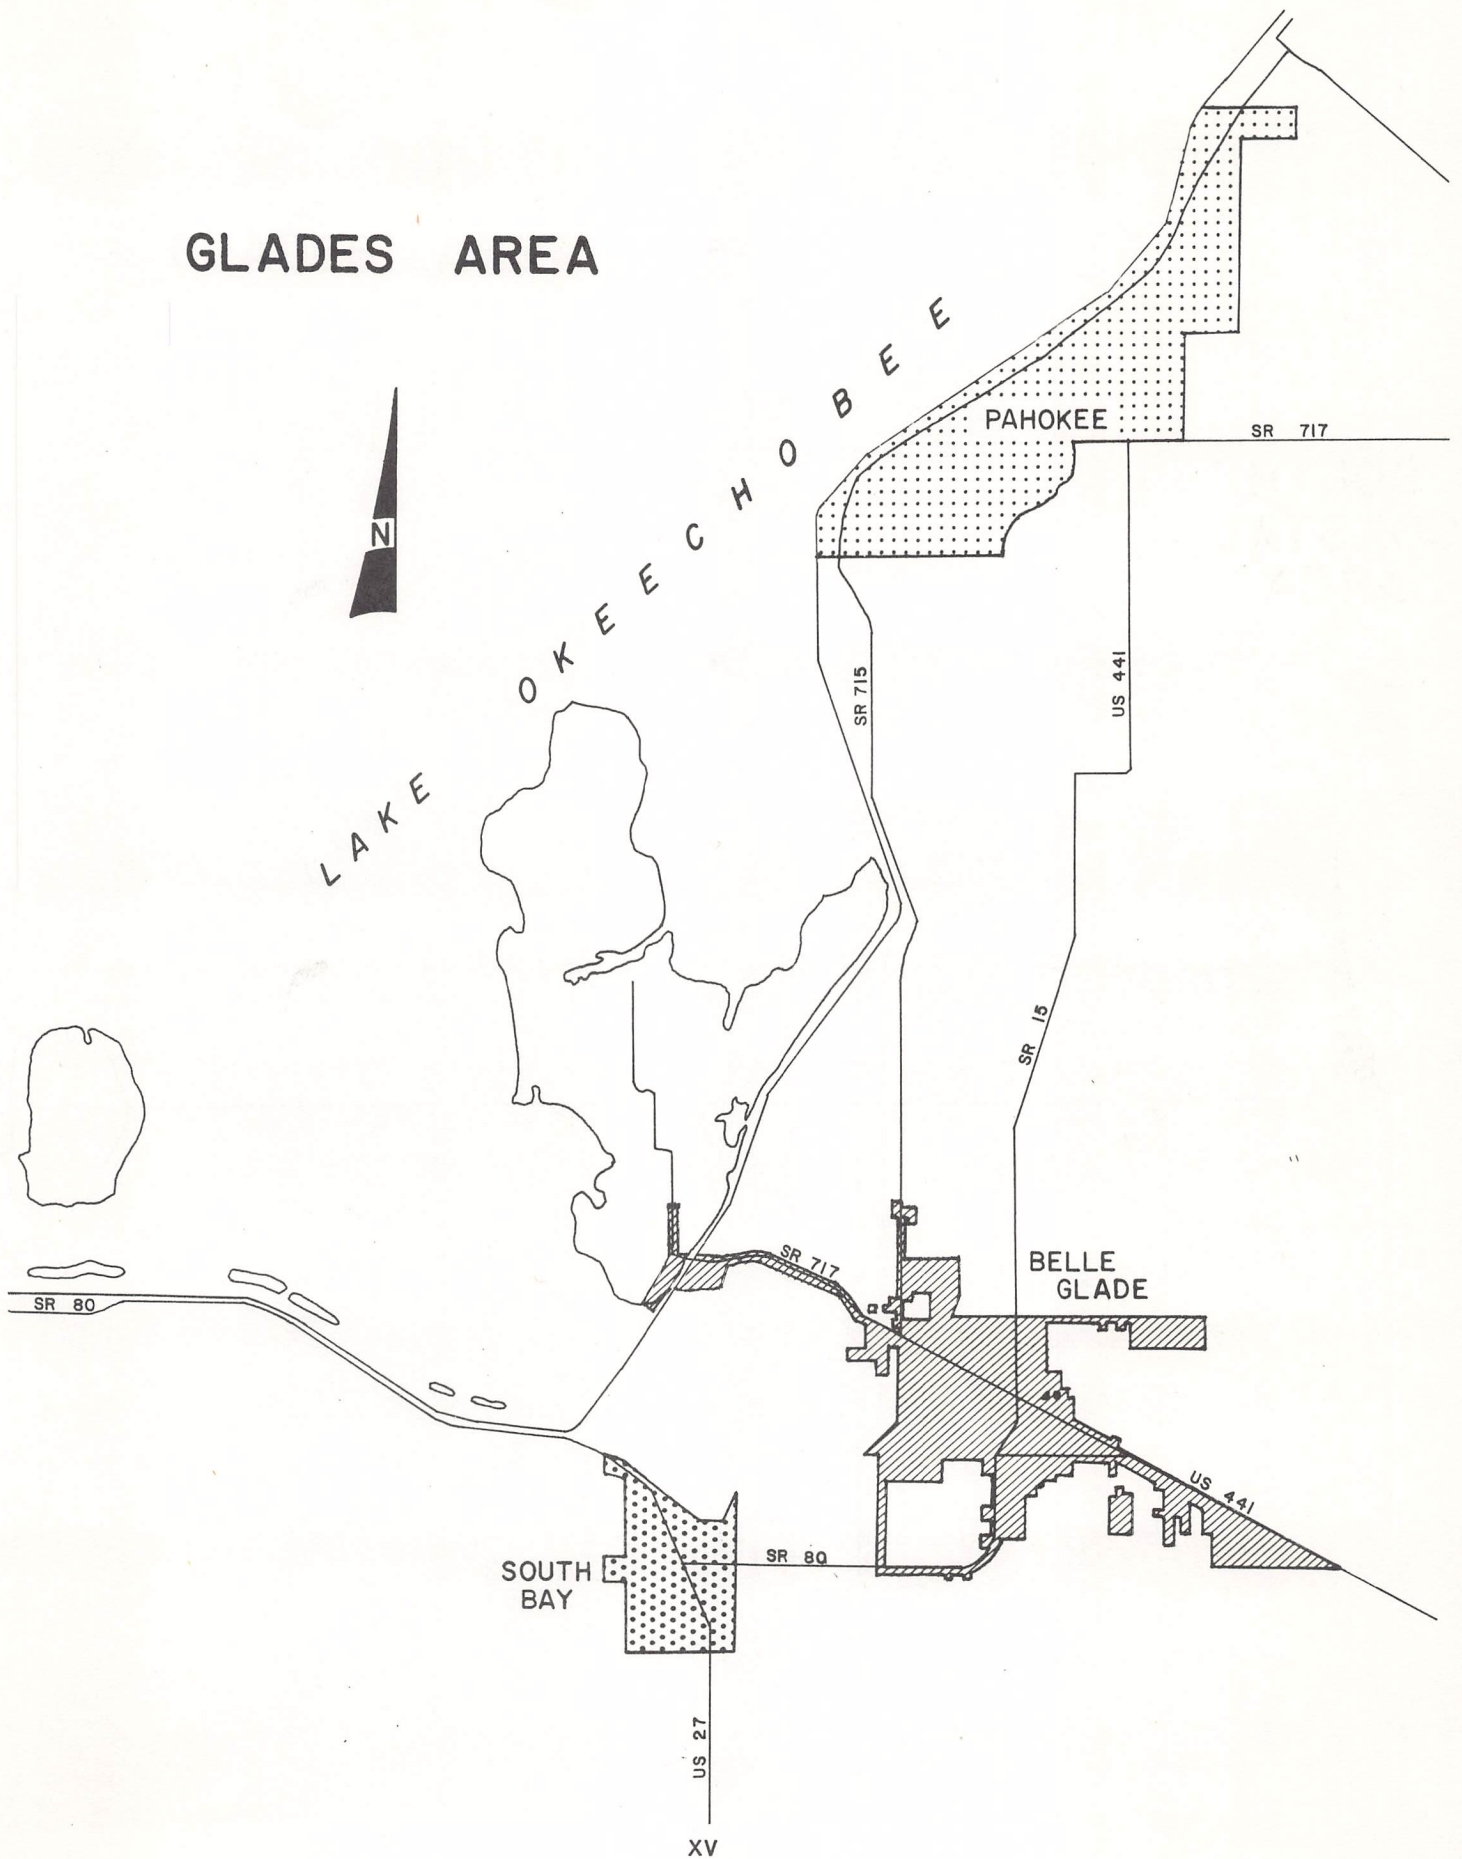 GLADES AREA
N
LAKE OKEECHOBEE
PAHOKEE
SR 717
SR 715
US 441
SR 15
SR 717
BELLE
GLADE
SR 80
US 441
SOUTH
BAY
SR 80
US 27
XV